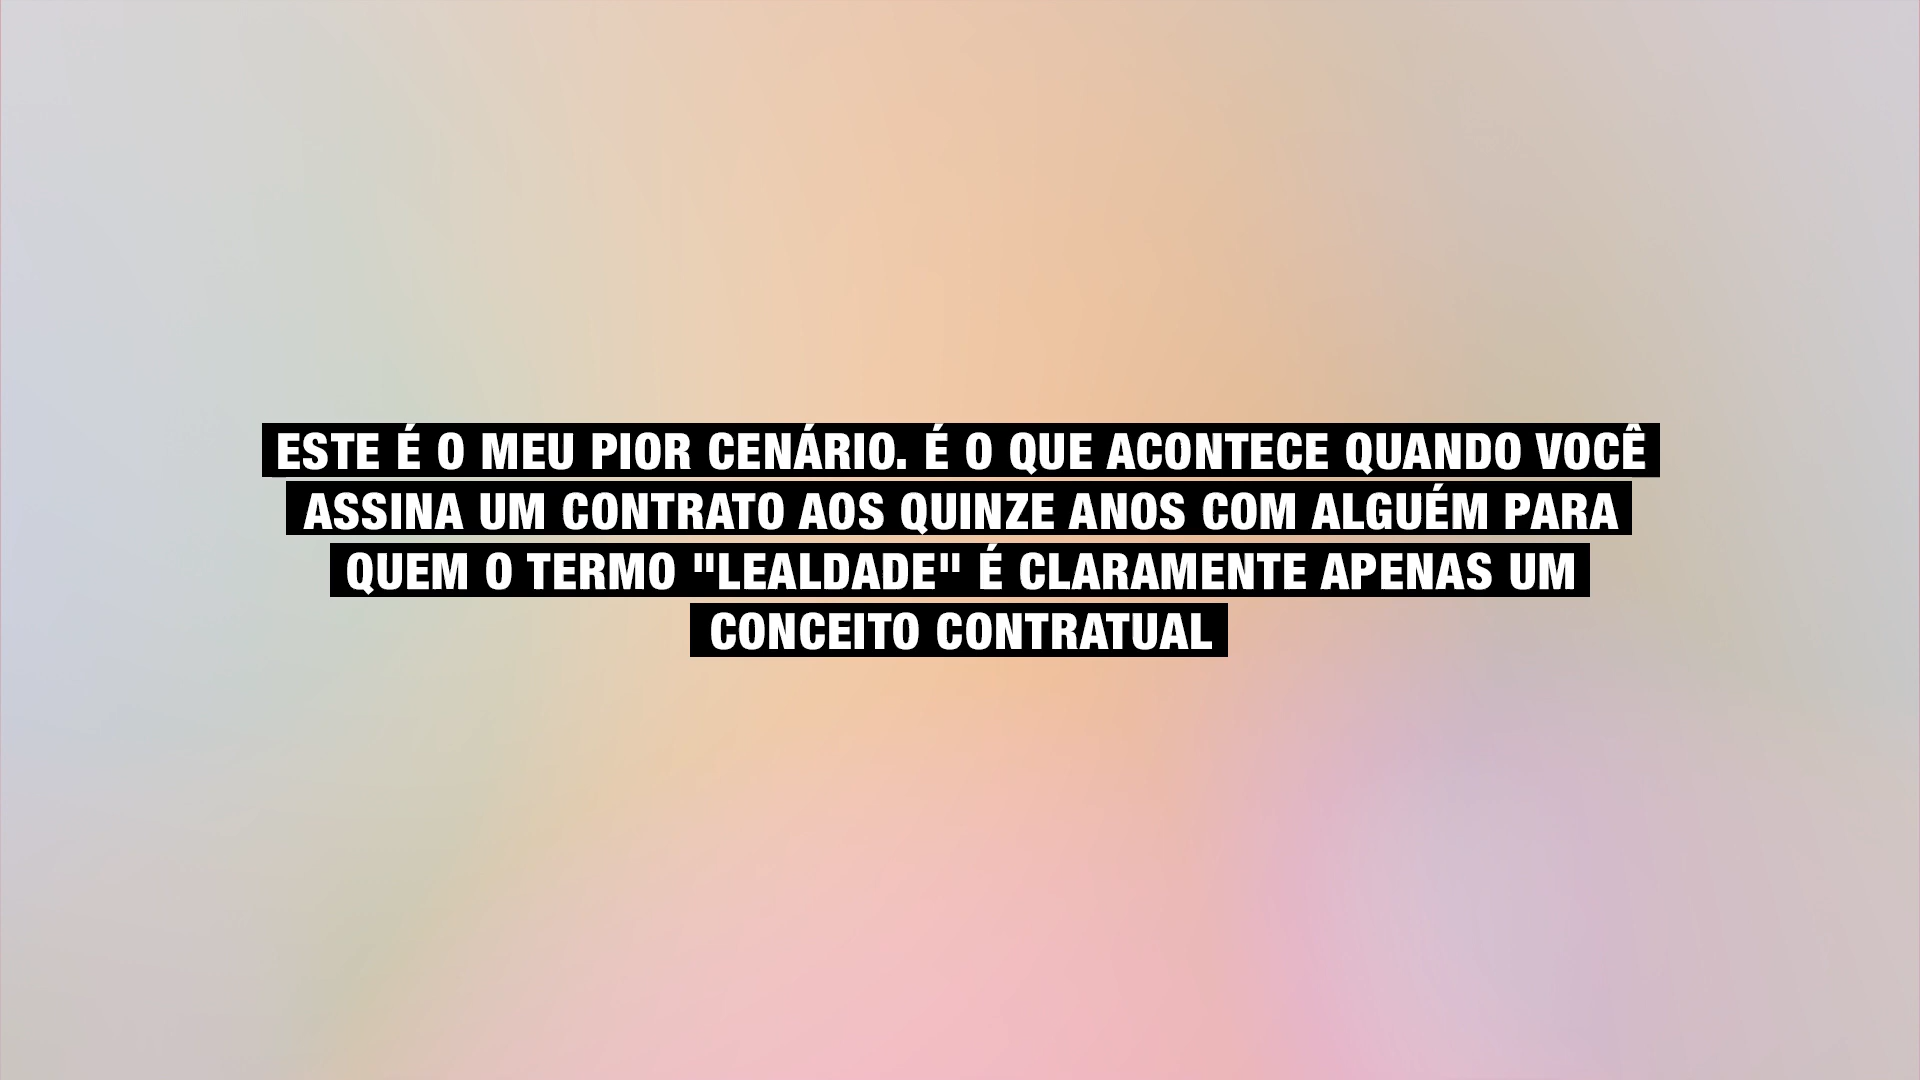 ESTE É O MEU PIOR CENÁRIO. É O QUE ACONTECE QUANDO VOCÊ
ASSINA UM CONTRATO AOS QUINZE ANOS COM ALGUÉM PARA
QUEM O TERMO "LEALDADE" É CLARAMENTE APENAS UM
CONCEITO CONTRATUAL